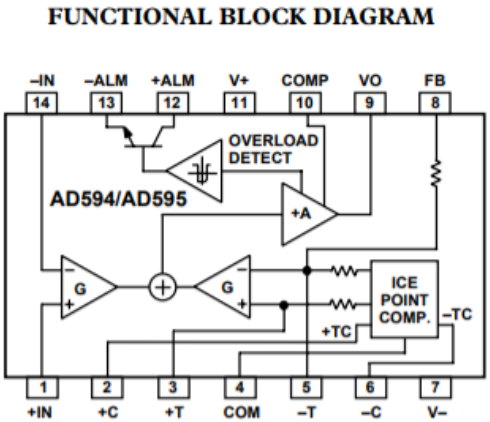 FUNCTIONAL BLOCK DIAGRAM
–IN –ALM +ALM V+ COMP VO FB
14 13 12 11 10 9 8
OVERLOAD
DETECT
AD594/AD595
+A
– –
G + G
+ +
ICE
POINT
COMP.
–TC
+TC
1 2 3 4 5 6 7
+IN +C +T COM –T –C V–